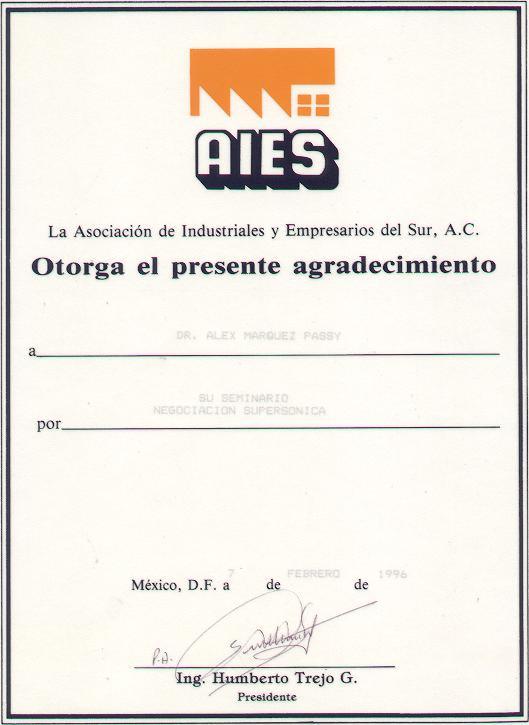 AIES
La Asociación de Industriales y Empresarios del Sur, A.C.
Otorga el presente agradecimiento
DR. ALEX MARQUEZ PASSY
a
SU SEMINARIO
NEGOCIACION SUPERSONICA
por
7 FEBRERO 1996
México, D.F. a de de
P.A.
Ing. Humberto Trejo G.
Presidente